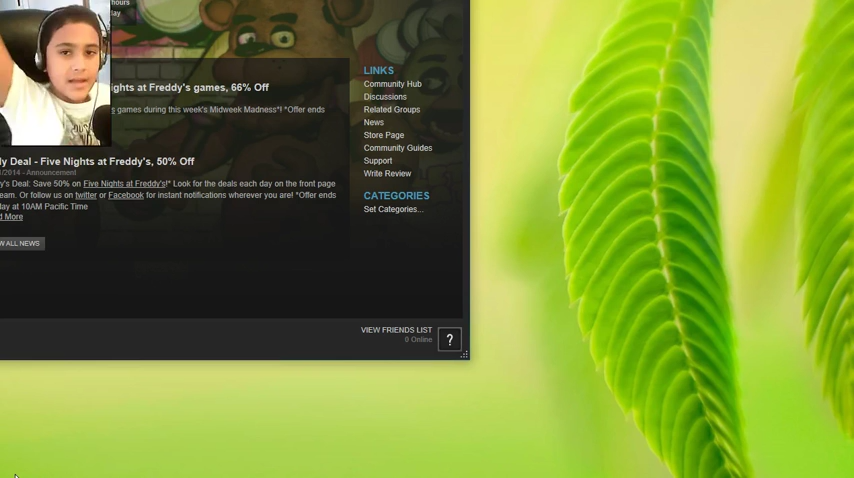 hours
lay
ights at Freddy's games, 66% Off
s games during this week's Midweek Madness*! *Offer ends
ly Deal - Five Nights at Freddy's, 50% Off
/2014 - Announcement
y's Deal: Save 50% on Five Nights at Freddy's!* Look for the deals each day on the front page
eam. Or follow us on twitter or Facebook for instant notifications wherever you are! *Offer ends
ay at 10AM Pacific Time
d More
W ALL NEWS
LINKS
Community Hub
Discussions
Related Groups
News
Store Page
Community Guides
Support
Write Review
CATEGORIES
Set Categories...
VIEW FRIENDS LIST
0 Online
?